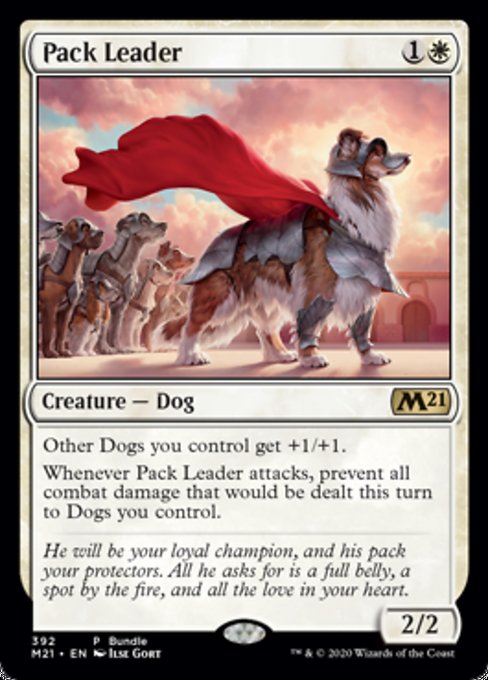 Pack Leader 1
Creature — Dog M21
Other Dogs you control get +1/+1.
Whenever Pack Leader attacks, prevent all
combat damage that would be dealt this turn
to Dogs you control.
He will be your loyal champion, and his pack
your protectors. All he asks for is a full belly, a
spot by the fire, and all the love in your heart.
2/2
392 P Bundle
M21 • EN Ilse Gort ™ & © 2020 Wizards of the Coast